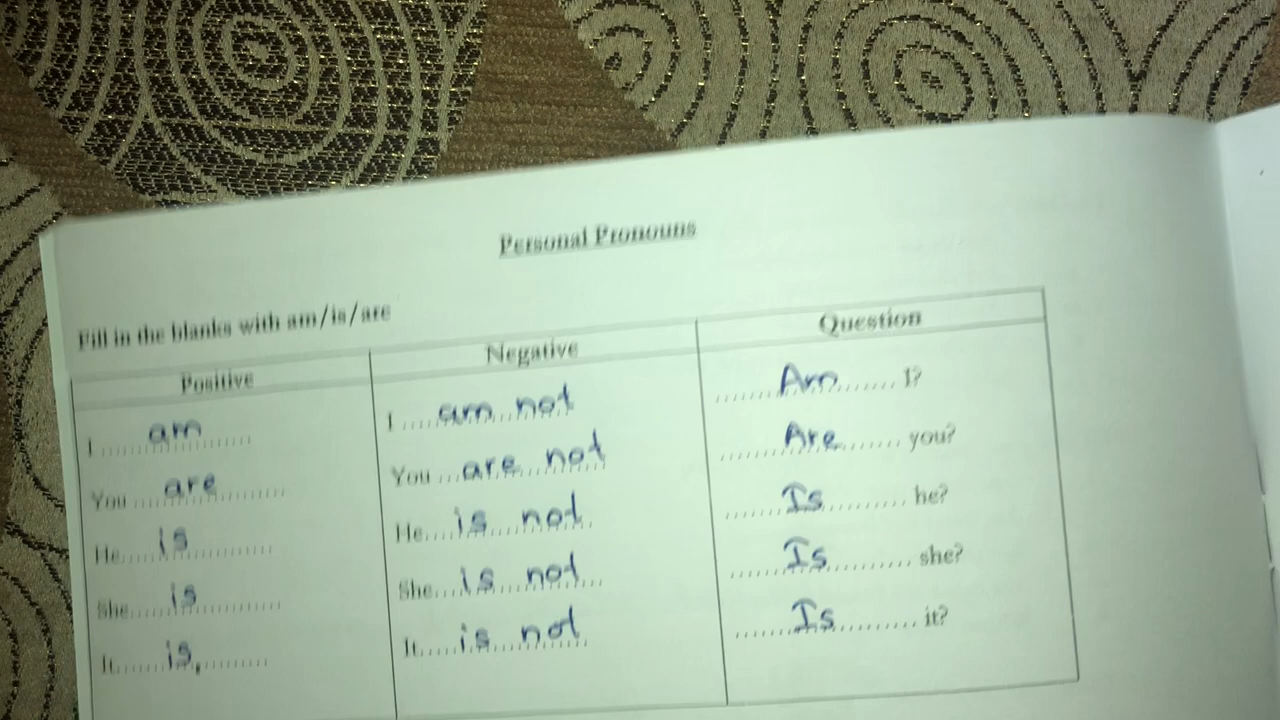 Personal Pronouns
Fill in the blanks with am/is/are
Positive Negative Question
I ...... am .......... I .... am not ....... Am ....... I?
You ... are ........... You ... are not ....... Are ....... you?
He..... is ............ He.... is not .. ....... Is .......... he?
She..... is ............ She.... is not ... ....... Is .......... she?
It...... is, .......... It.... is not .. ....... Is .......... it?